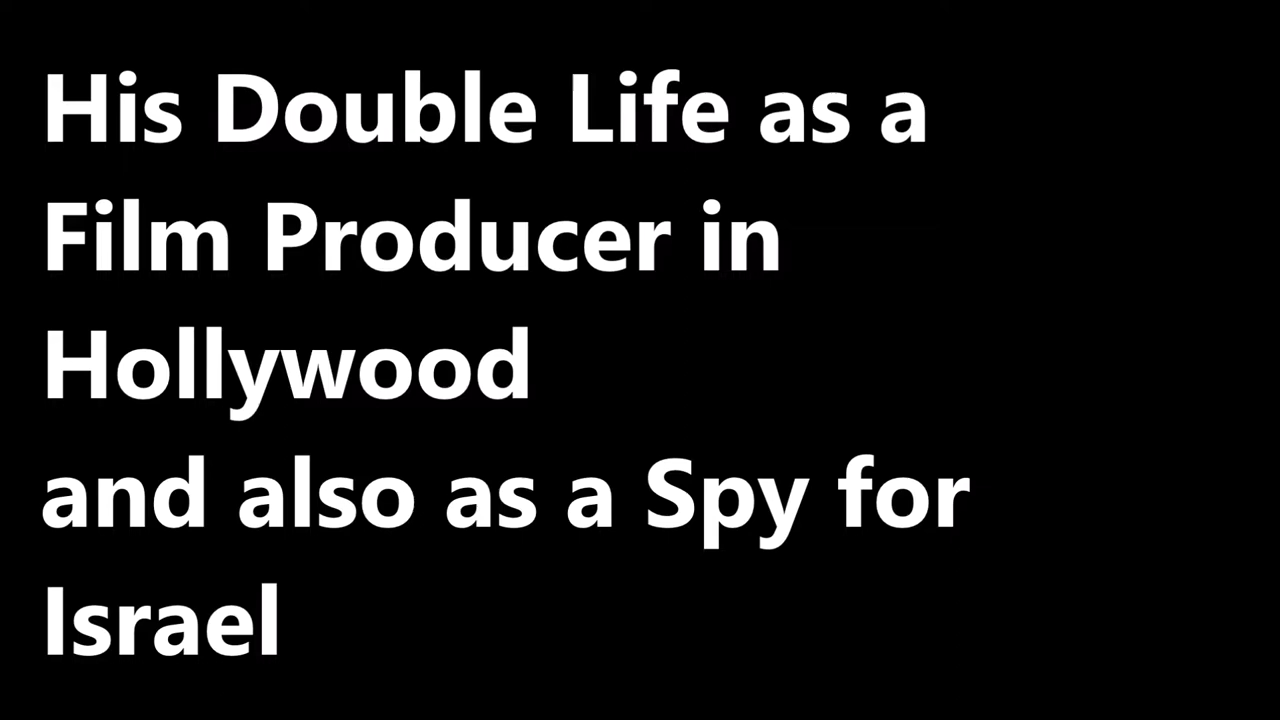 His Double Life as a
Film Producer in
Hollywood
and also as a Spy for
Israel